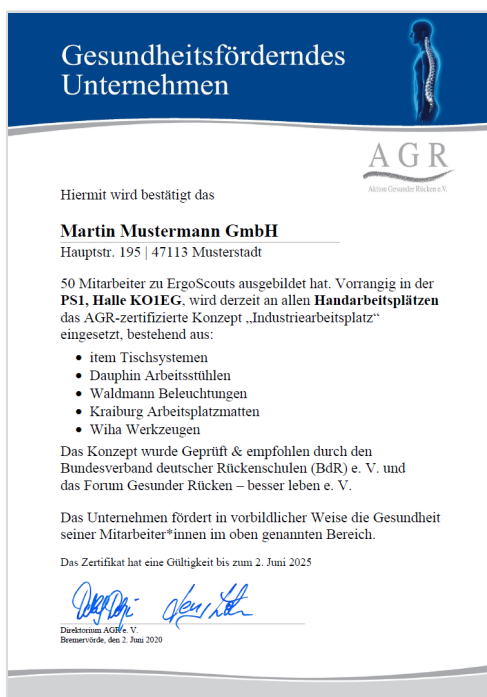 Gesundheitsförderndes
Unternehmen
AGR
Aktion Gesunder Rücken e.V.
Hiermit wird bestätigt das
Martin Mustermann GmbH
Hauptstr. 195 | 47113 Musterstadt
50 Mitarbeiter zu ErgoScouts ausgebildet hat. Vorrangig in der
PS1, Halle KO1EG, wird derzeit an allen Handarbeitsplätzen
das AGR-zertifizierte Konzept „Industriearbeitsplatz“
eingesetzt, bestehend aus:
• item Tischsystemen
• Dauphin Arbeitsstühlen
• Waldmann Beleuchtungen
• Kraiburg Arbeitsplatzmatten
• Wiha Werkzeugen
Das Konzept wurde Geprüft & empfohlen durch den
Bundesverband deutscher Rückenschulen (BdR) e. V. und
das Forum Gesunder Rücken – besser leben e. V.
Das Unternehmen fördert in vorbildlicher Weise die Gesundheit
seiner Mitarbeiter*innen im oben genannten Bereich.
Das Zertifikat hat eine Gültigkeit bis zum 2. Juni 2025
Direktorium AGR e. V.
Bremervörde, den 2. Juni 2020